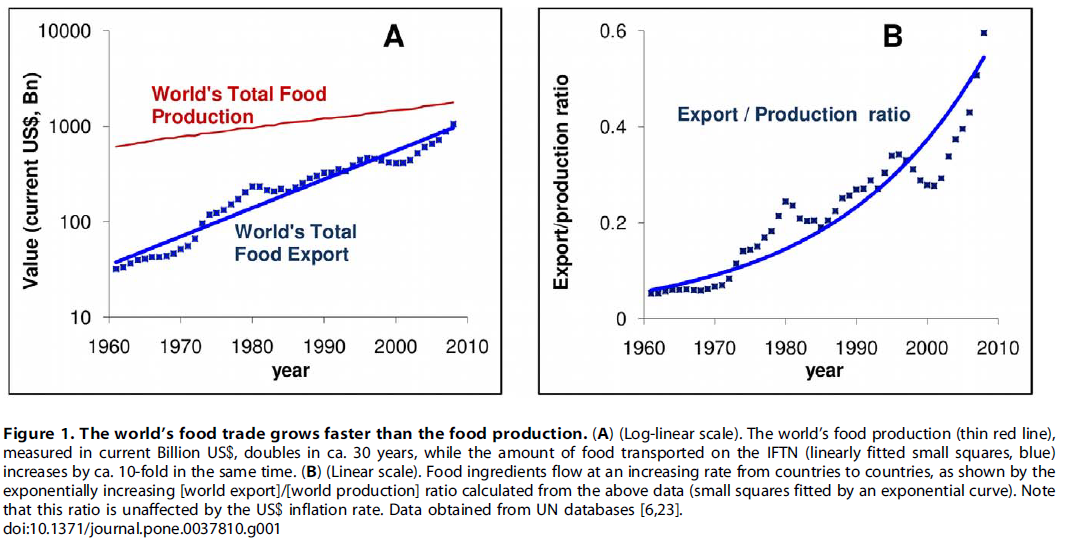 A
Value (current US$, Bn)
10000
1000
100
10
World's Total Food
Production
World's Total
Food Export
1960 1970 1980 1990 2000 2010
year
B
Export/production ratio
0.6
0.4
0.2
0
Export / Production ratio
1960 1970 1980 1990 2000 2010
year
Figure 1. The world's food trade grows faster than the food production. (A) (Log-linear scale). The world's food production (thin red line),
measured in current Billion US$, doubles in ca. 30 years, while the amount of food transported on the IFTN (linearly fitted small squares, blue)
increases by ca. 10-fold in the same time. (B) (Linear scale). Food ingredients flow at an increasing rate from countries to countries, as shown by the
exponentially increasing [world export]/[world production] ratio calculated from the above data (small squares fitted by an exponential curve). Note
that this ratio is unaffected by the US$ inflation rate. Data obtained from UN databases [6,23].
doi:10.1371/journal.pone.0037810.g001